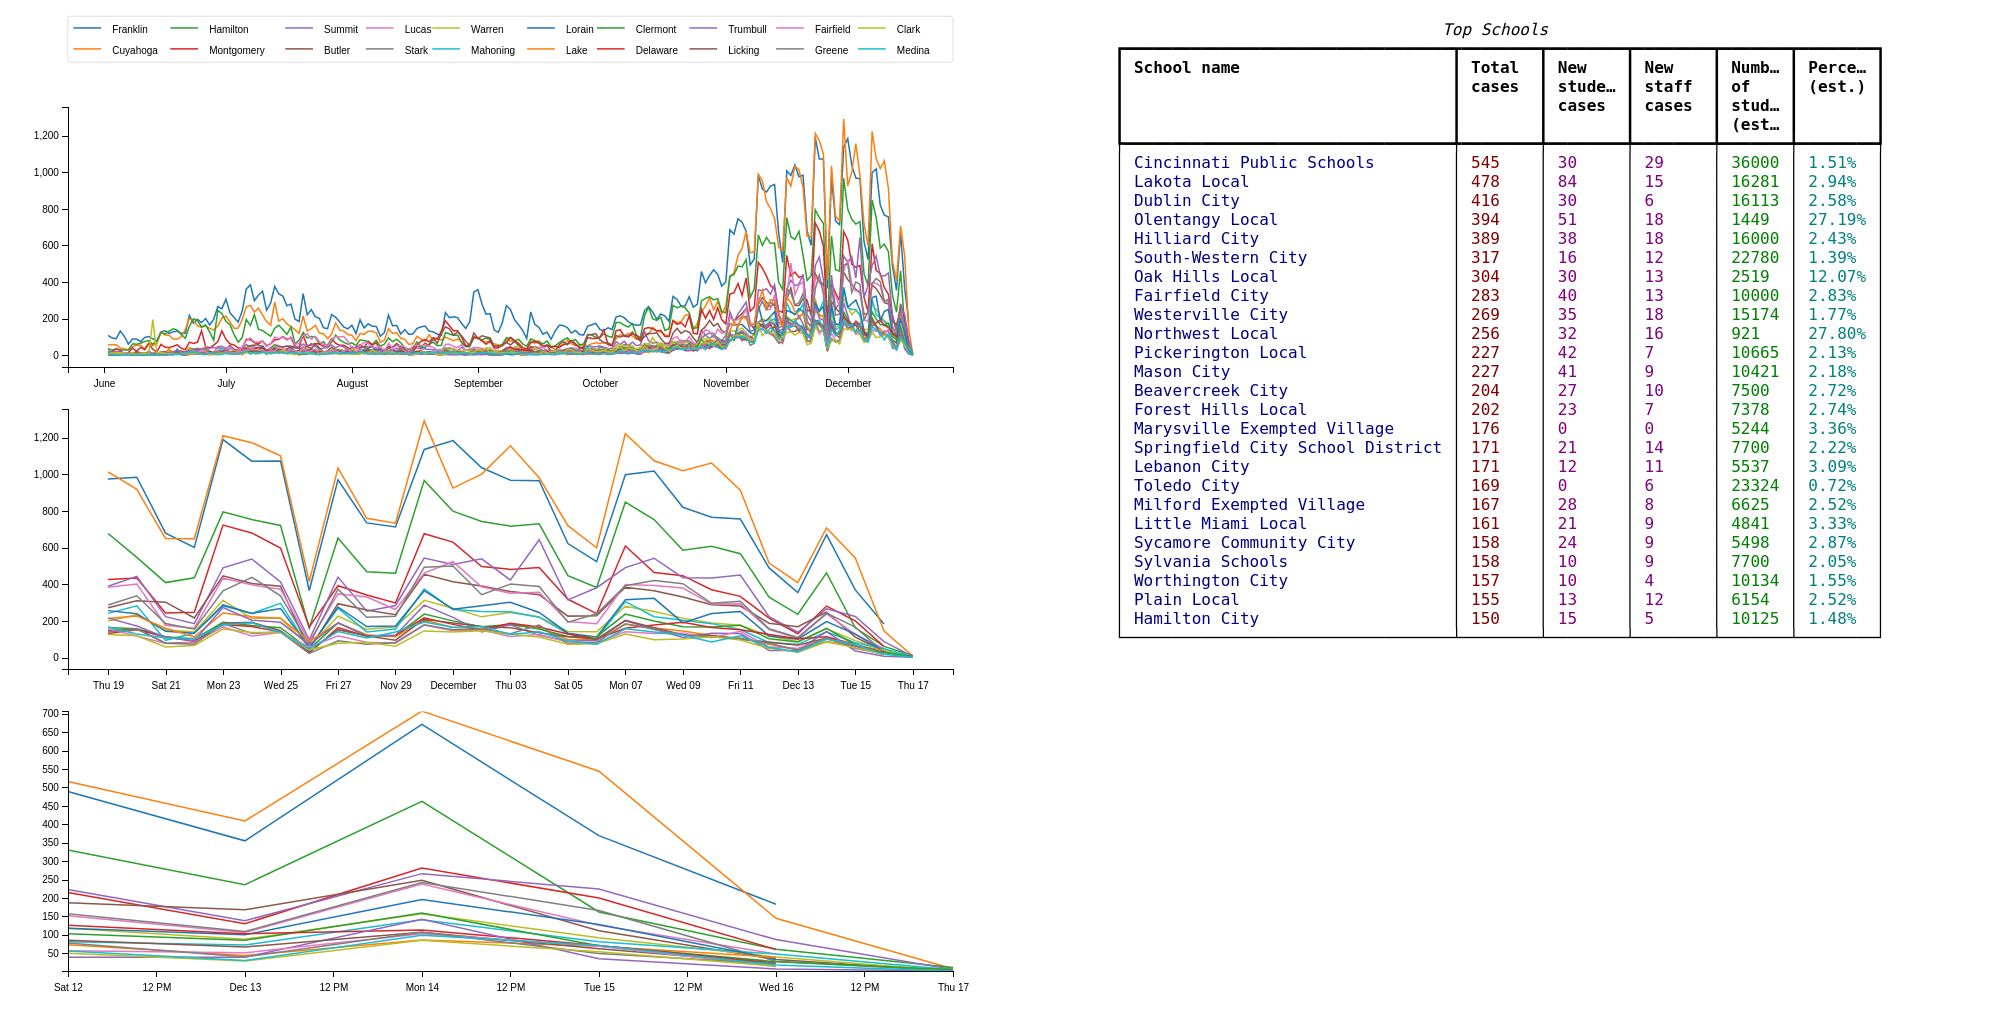 Franklin Hamilton Summit Lucas Warren Lorain Clermont Trumbull Fairfield Clark
Cuyahoga Montgomery Butler Stark Mahoning Lake Delaware Licking Greene Medina
1,200
1,000
800
600
400
200
0
June July August September October November December
1,200
1,000
800
600
400
200
0
Thu 19 Sat 21 Mon 23 Wed 25 Fri 27 Nov 29 December Thu 03 Sat 05 Mon 07 Wed 09 Fri 11 Dec 13 Tue 15 Thu 17
700
650
600
550
500
450
400
350
300
250
200
150
100
50
Sat 12 12 PM Dec 13 12 PM Mon 14 12 PM Tue 15 12 PM Wed 16 12 PM Thu 17
Top Schools
School name Total New New Numb… Perce…
cases stude… staff of (est.)
cases cases stud…
(est…
Cincinnati Public Schools 545 30 29 36000 1.51%
Lakota Local 478 84 15 16281 2.94%
Dublin City 416 30 6 16113 2.58%
Olentangy Local 394 51 18 1449 27.19%
Hilliard City 389 38 18 16000 2.43%
South-Western City 317 16 12 22780 1.39%
Oak Hills Local 304 30 13 2519 12.07%
Fairfield City 283 40 13 10000 2.83%
Westerville City 269 35 18 15174 1.77%
Northwest Local 256 32 16 921 27.80%
Pickerington Local 227 42 7 10665 2.13%
Mason City 227 41 9 10421 2.18%
Beavercreek City 204 27 10 7500 2.72%
Forest Hills Local 202 23 7 7378 2.74%
Marysville Exempted Village 176 0 0 5244 3.36%
Springfield City School District 171 21 14 7700 2.22%
Lebanon City 171 12 11 5537 3.09%
Toledo City 169 0 6 23324 0.72%
Milford Exempted Village 167 28 8 6625 2.52%
Little Miami Local 161 21 9 4841 3.33%
Sycamore Community City 158 24 9 5498 2.87%
Sylvania Schools 158 10 9 7700 2.05%
Worthington City 157 10 4 10134 1.55%
Plain Local 155 13 12 6154 2.52%
Hamilton City 150 15 5 10125 1.48%